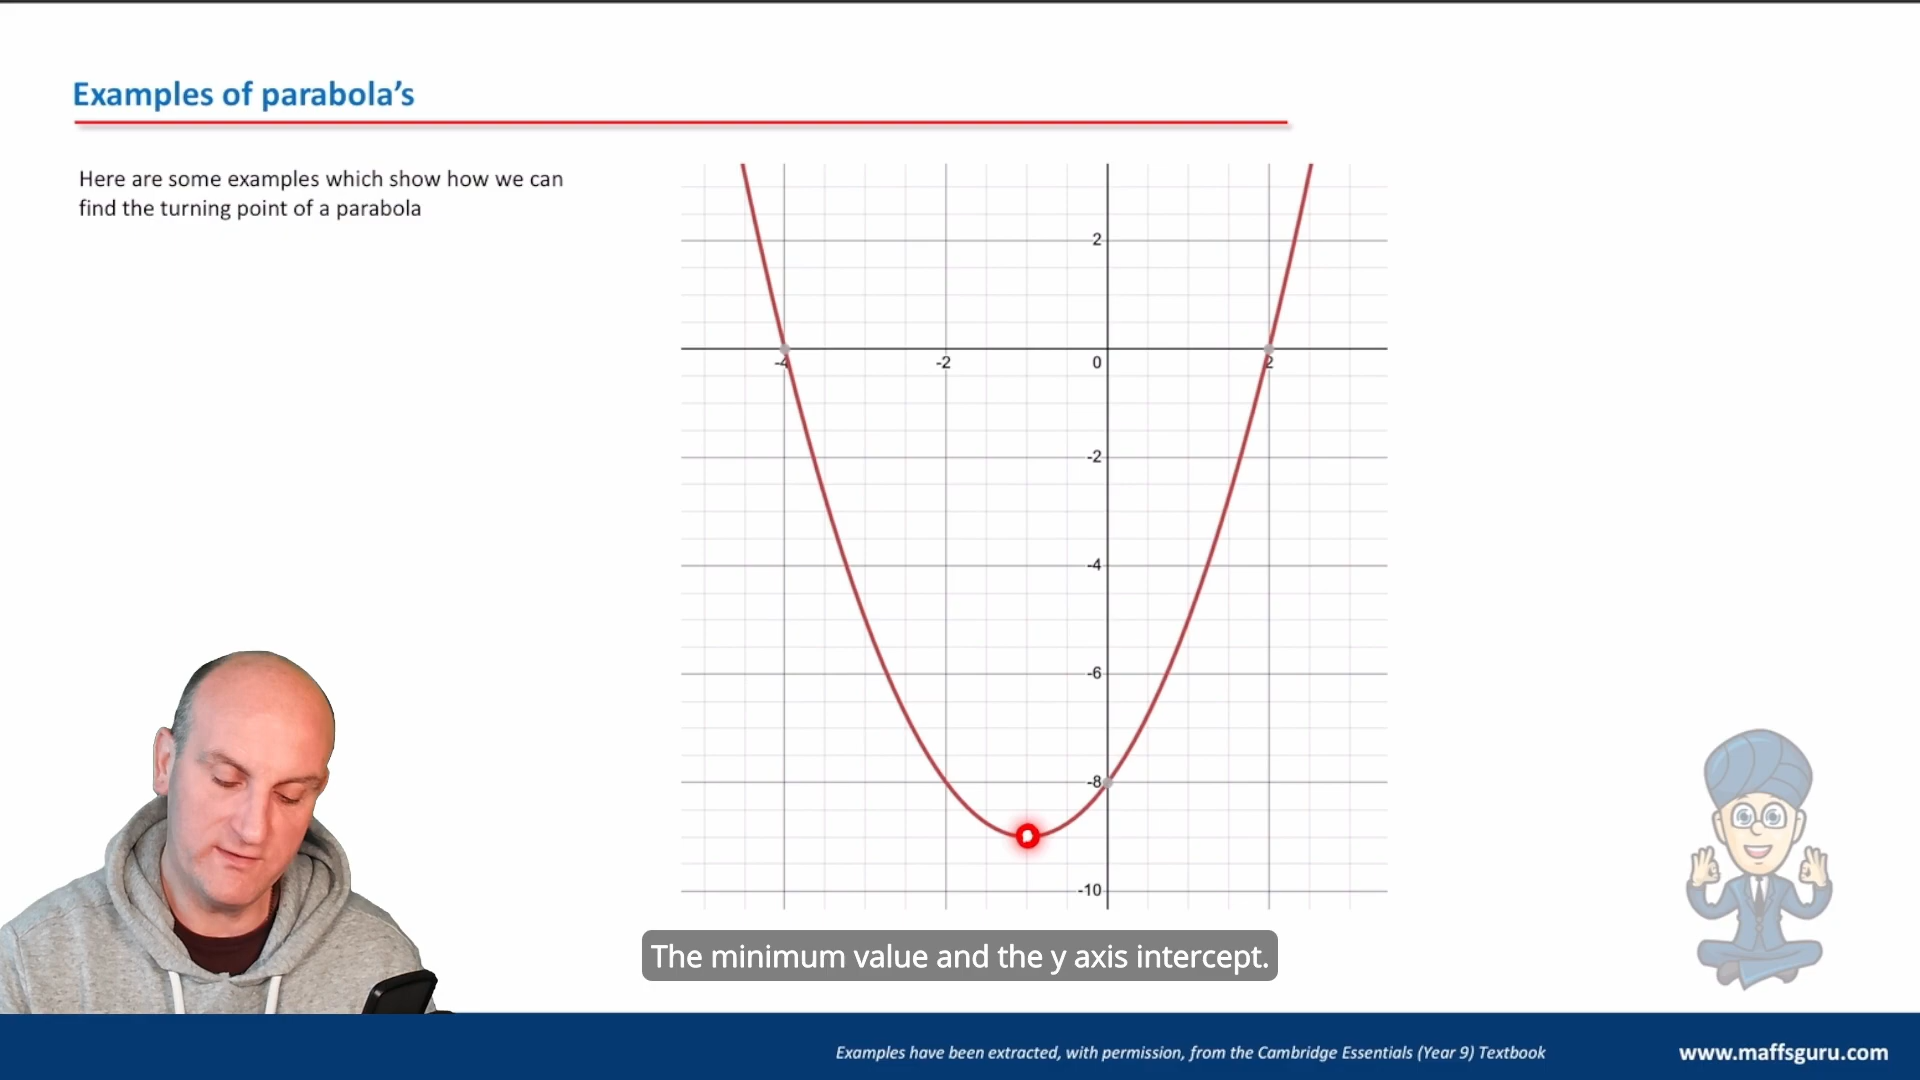 Examples of parabola's
Here are some examples which show how we can
find the turning point of a parabola
2
-4
-2
0
2
-2
-4
-6
-8
-10
The minimum value and the y axis intercept.
Examples have been extracted, with permission, from the Cambridge Essentials (Year 9) Textbook
www.maffsguru.com